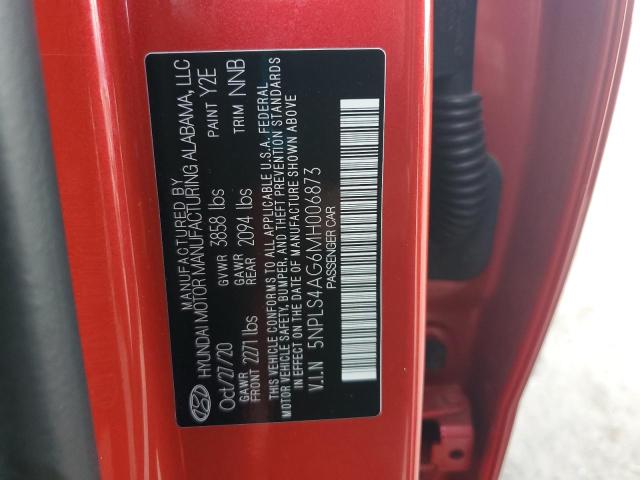 MANUFACTURED BY
HYUNDAI MOTOR MANUFACTURING ALABAMA, LLC
Oct/27/20 GVWR 3858 lbs PAINT Y2E
GAWR FRONT 2271 lbs GAWR REAR 2094 lbs TRIM NNB
THIS VEHICLE CONFORMS TO ALL APPLICABLE U.S.A. FEDERAL
MOTOR VEHICLE SAFETY, BUMPER, AND THEFT PREVENTION STANDARDS
IN EFFECT ON THE DATE OF MANUFACTURE SHOWN ABOVE
V.I.N 5NPLS4AG6MH006873
PASSENGER CAR